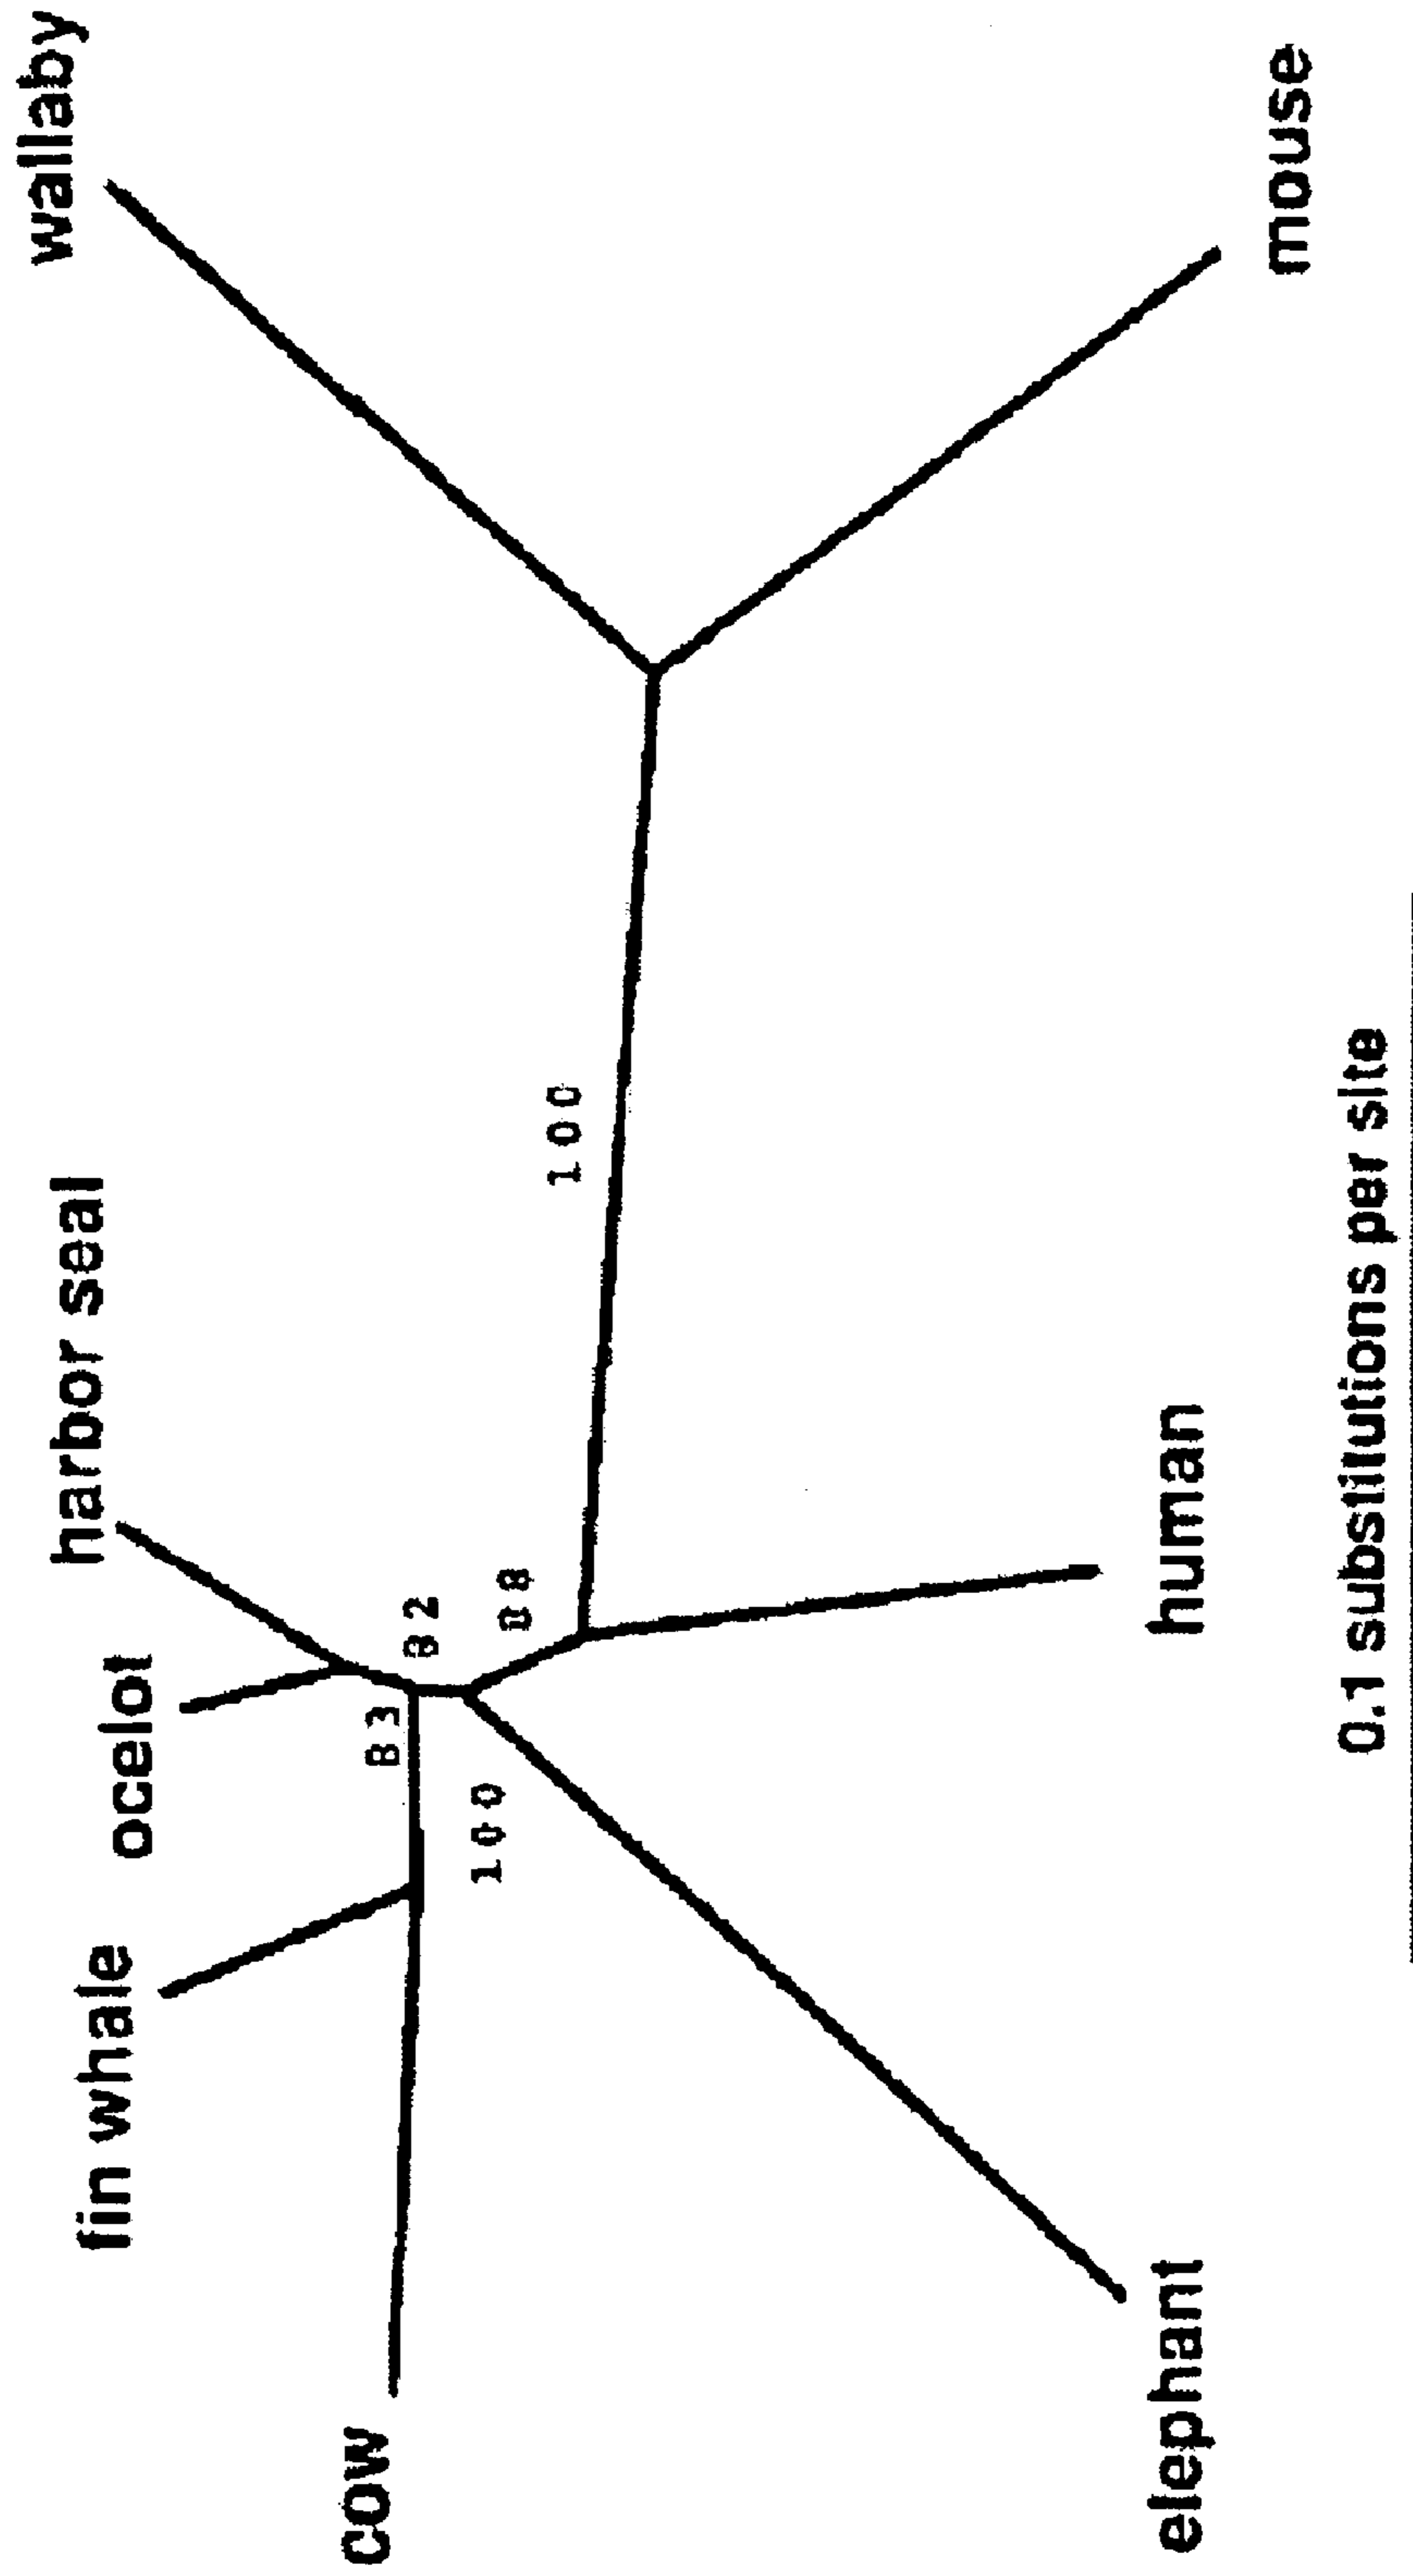 wallaby
harbor seal
fin whale
ocelot
cow
83
82
100
100
elephant
human
mouse
0.1 substitutions per site